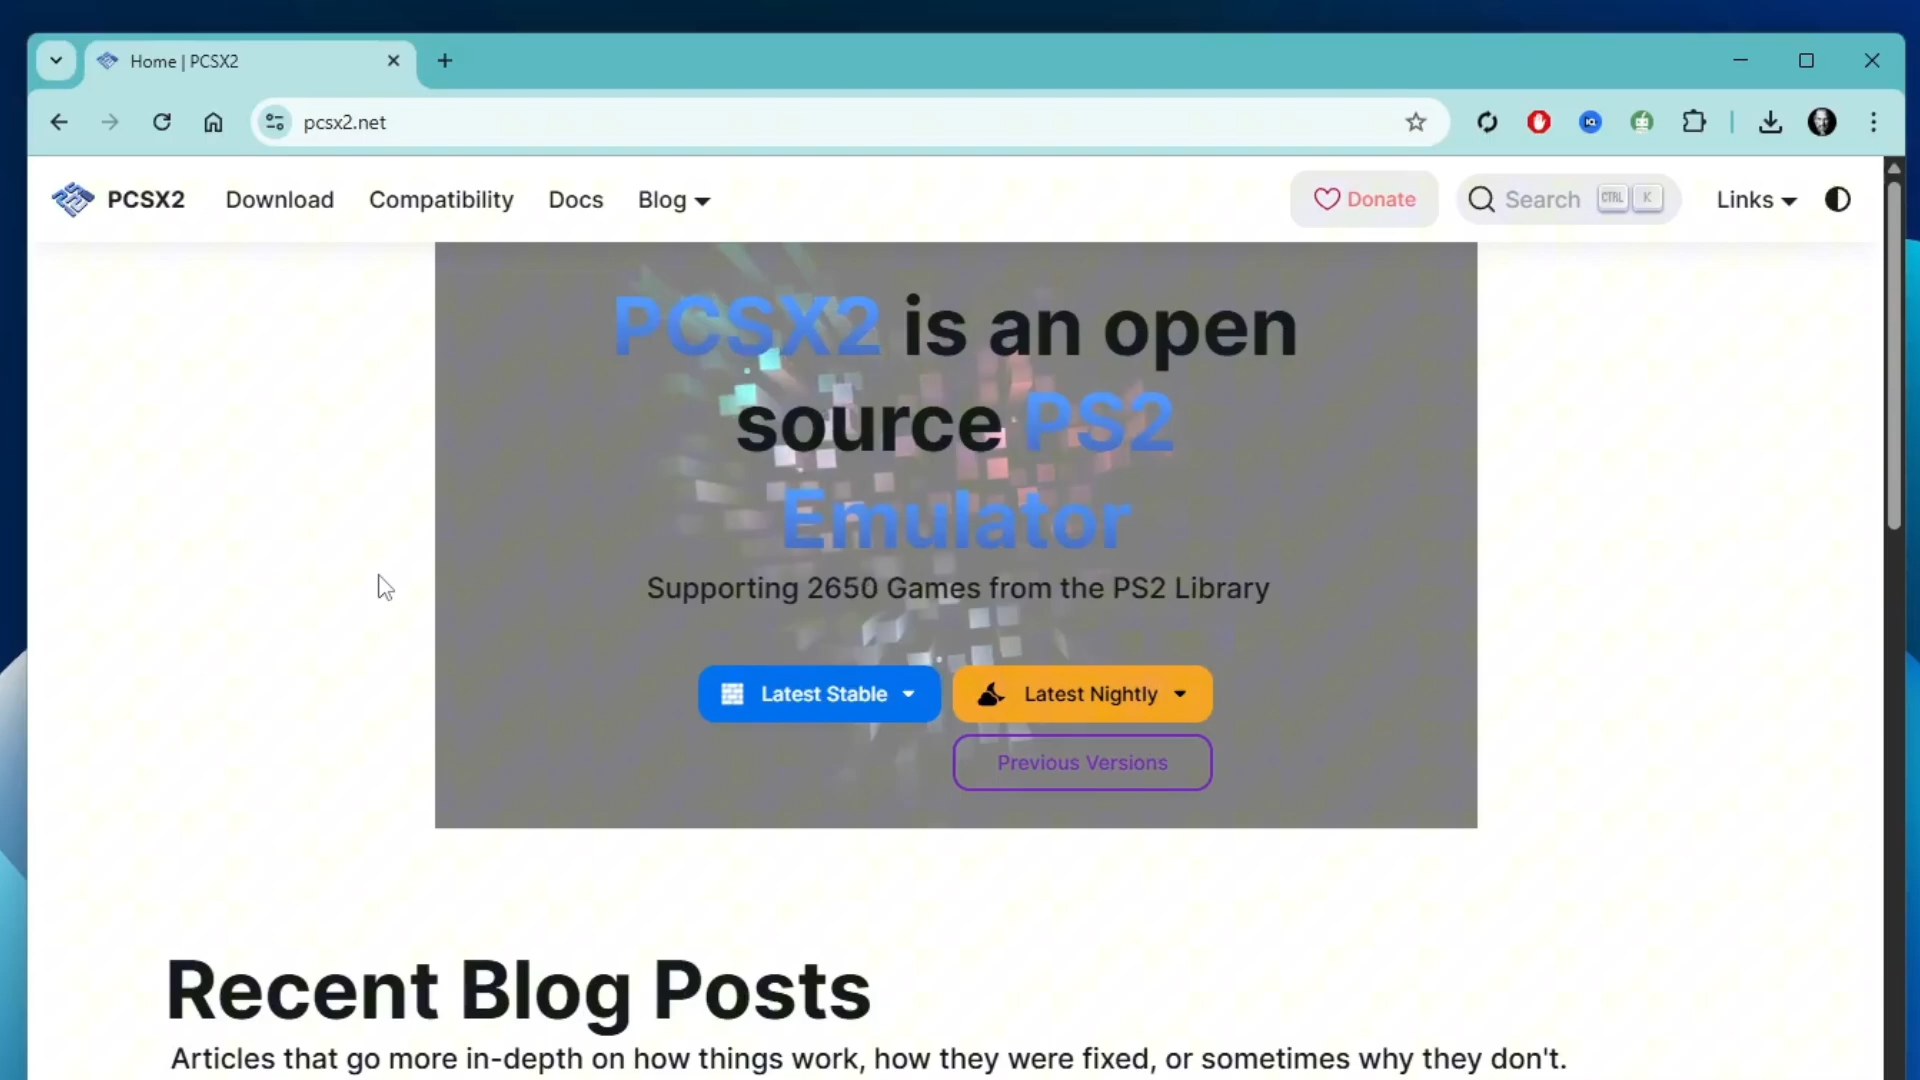 Home | PCSX2
pcsx2.net
PCSX2 Download Compatibility Docs Blog Donate Search CTRL K Links
PCSX2 is an open
source PS2
Emulator
Supporting 2650 Games from the PS2 Library
Latest Stable Latest Nightly
Previous Versions
Recent Blog Posts
Articles that go more in-depth on how things work, how they were fixed, or sometimes why they don't.